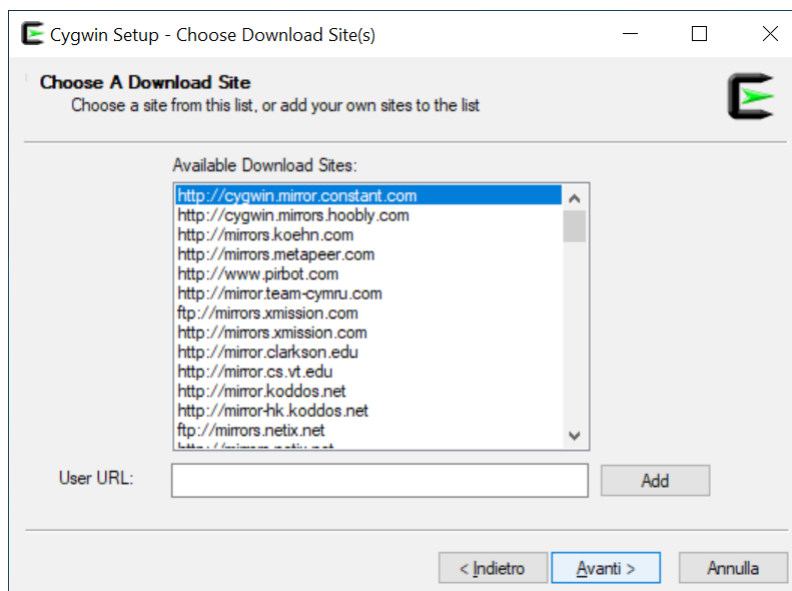 Cygwin Setup - Choose Download Site(s)
Choose A Download Site
Choose a site from this list, or add your own sites to the list
Available Download Sites:
http://cygwin.mirror.constant.com
http://cygwin.mirrors.hoobly.com
http://mirrors.koehn.com
http://mirrors.metapeer.com
http://www.pirbot.com
http://mirror.team-cymru.com
ftp://mirrors.xmission.com
http://mirrors.xmission.com
http://mirror.clarkson.edu
http://mirror.cs.vt.edu
http://mirror.koddos.net
http://mirror-hk.koddos.net
ftp://mirrors.netix.net
User URL:
Add
< Indietro
Avanti >
Annulla